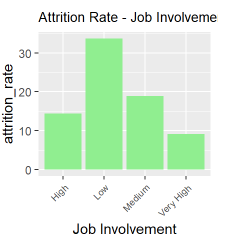 Attrition Rate - Job Involveme
attrition_rate
30
20
10
0
High
Low
Medium
Very High
Job Involvement